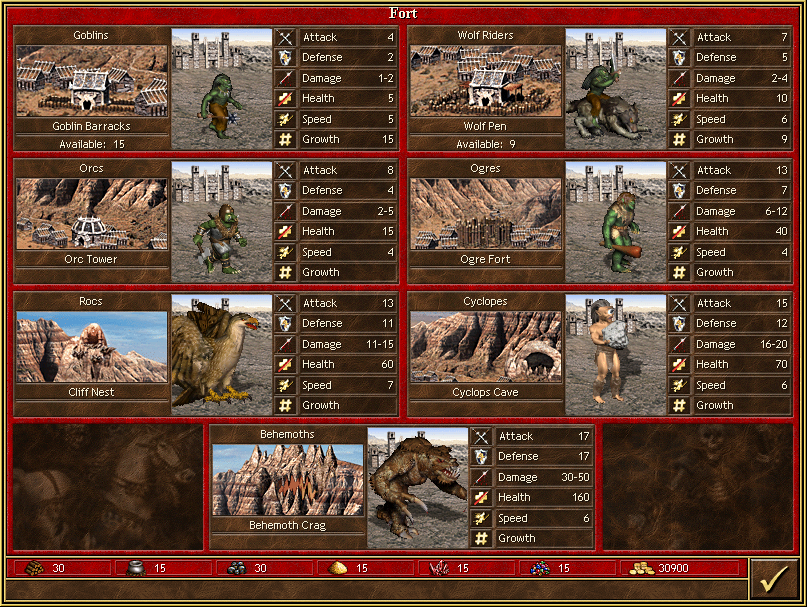 Fort
Goblins
Goblin Barracks
Available: 15
Attack 4
Defense 2
Damage 1-2
Health 5
Speed 5
Growth 15
Wolf Riders
Wolf Pen
Available: 9
Attack 7
Defense 5
Damage 2-4
Health 10
Speed 6
Growth 9
Orcs
Orc Tower
Attack 8
Defense 4
Damage 2-5
Health 15
Speed 4
Growth
Ogres
Ogre Fort
Attack 13
Defense 7
Damage 6-12
Health 40
Speed 4
Growth
Rocs
Cliff Nest
Attack 13
Defense 11
Damage 11-15
Health 60
Speed 7
Growth
Cyclopes
Cyclops Cave
Attack 15
Defense 12
Damage 16-20
Health 70
Speed 6
Growth
Behemoths
Behemoth Crag
Attack 17
Defense 17
Damage 30-50
Health 160
Speed 6
Growth
30 15 30 15 15 15 30900